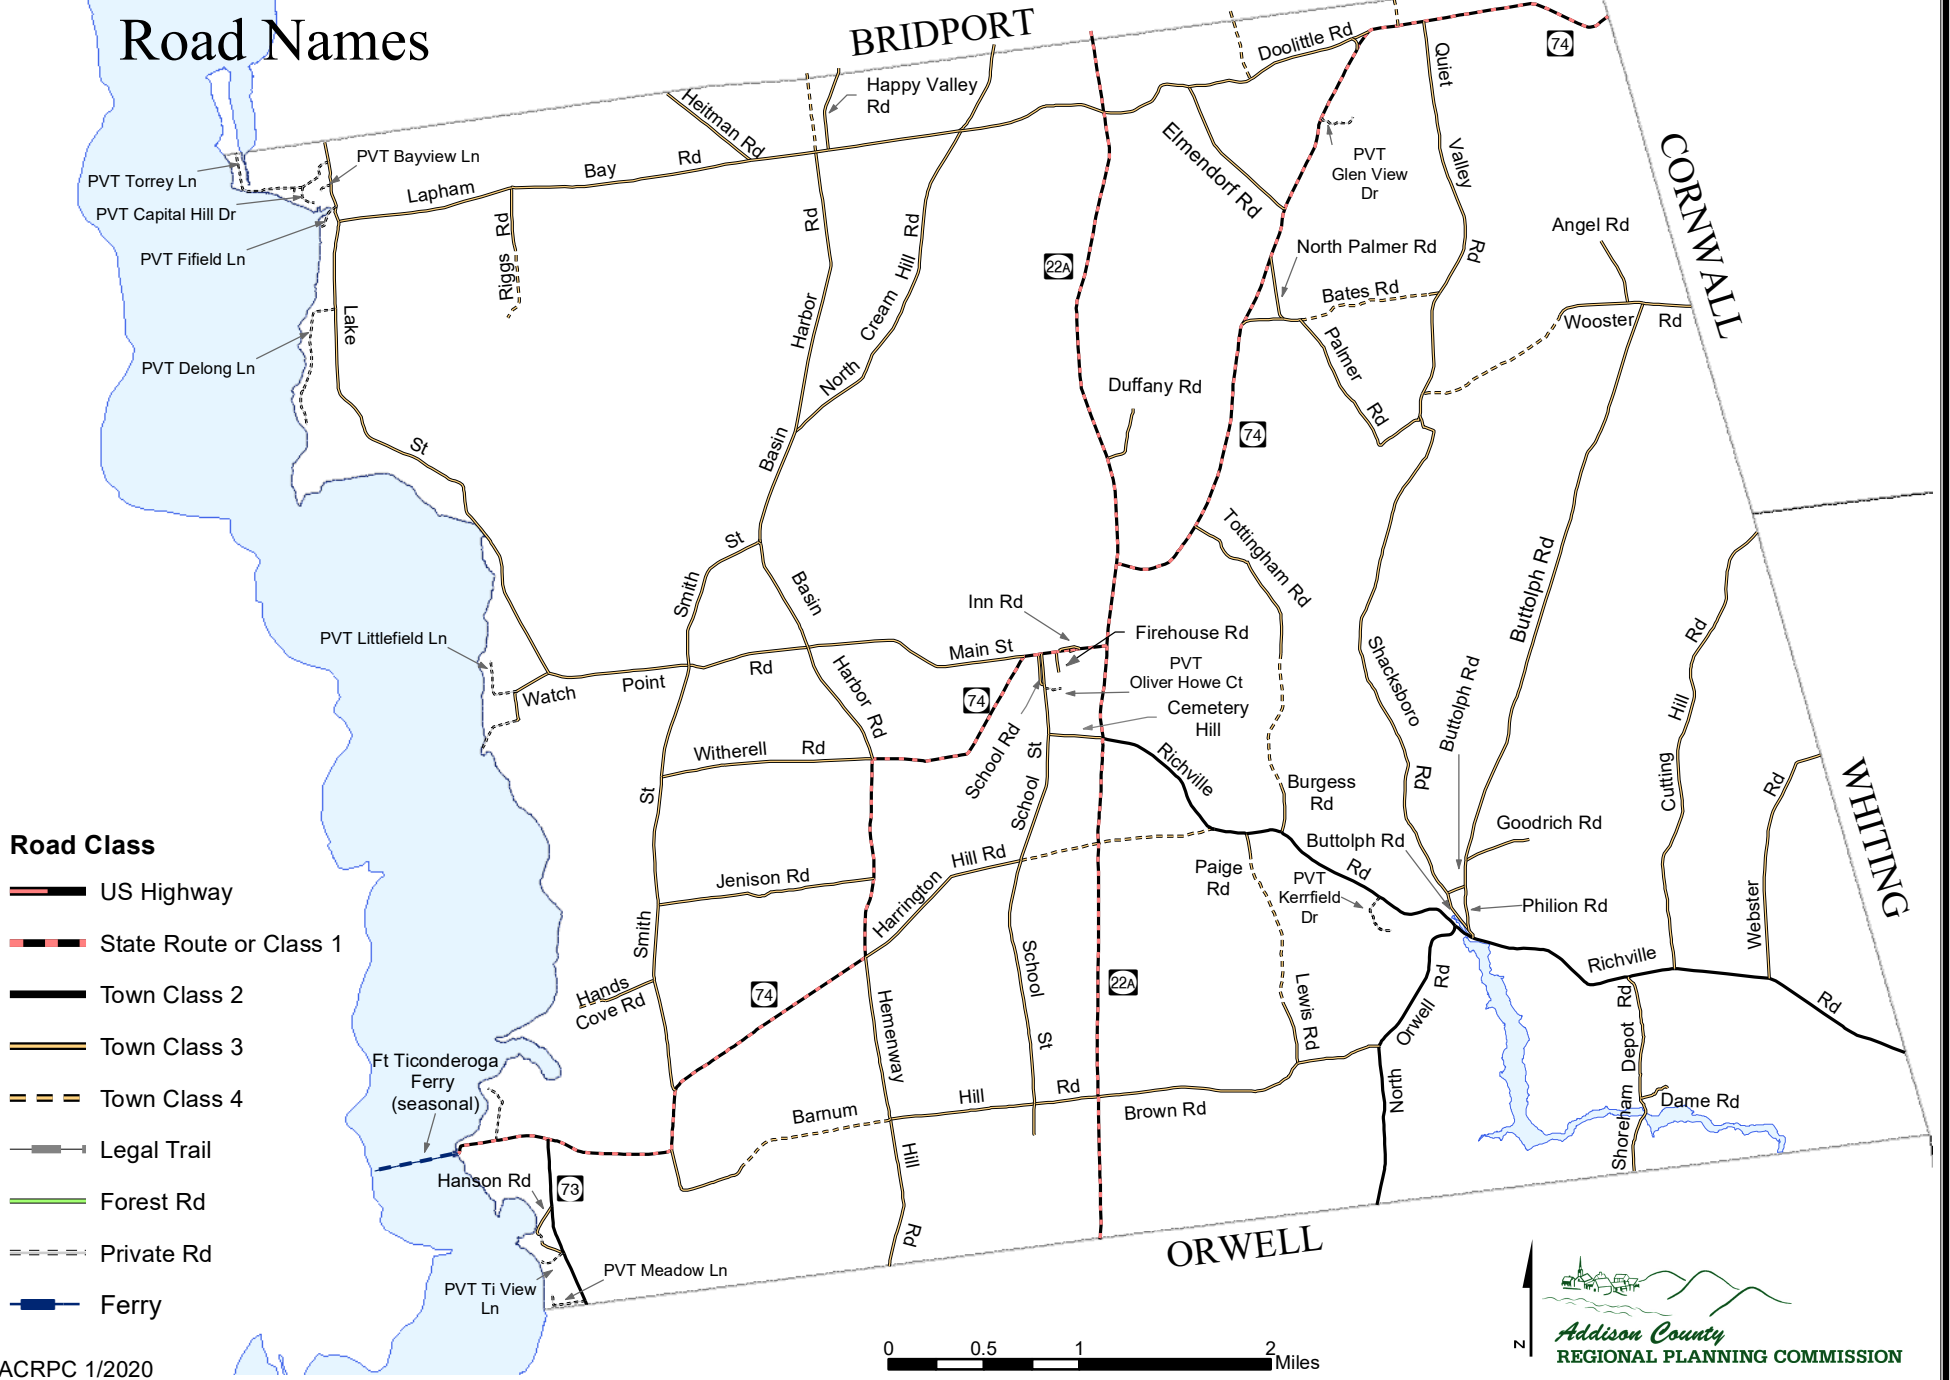 Road Names
BRIDPORT
Doolittle Rd
74
Quiet
Valley
Rd
Happy Valley
Rd
Heitman Rd
PVT Bayview Ln
PVT Torrey Ln
PVT Capital Hill Dr
PVT Fifield Ln
Lapham
Bay
Rd
Elmendorf Rd
PVT
Glen View
Dr
CORNWALL
Riggs Rd
Rd
Harbor
Basin
North
Cream
Hill
Rd
22A
North Palmer Rd
Angel Rd
Bates Rd
Wooster
Rd
Lake
St
PVT Delong Ln
Palmer
Rd
Duffany Rd
74
Tottingham Rd
Buttolph Rd
St
Smith
Basin
Harbor Rd
Inn Rd
Firehouse Rd
Main St
PVT
Oliver Howe Ct
Cemetery
Hill
PVT Littlefield Ln
Watch
Point
Rd
74
School Rd
School St
Witherell
Rd
Richville
Shacksboro
Rd
Buttolph Rd
Cutting
Hill
Rd
WHITING
St
Burgess
Rd
Goodrich Rd
Buttolph Rd
Rd
Webster
Hill Rd
Harrington
Jenison Rd
Paige
Rd
Rd
PVT
Kerrfield
Dr
Philion Rd
Smith
Hands
Cove Rd
74
22A
School
St
Hemenway
Lewis Rd
Orwell
Rd
Richville
Rd
Shoreham Depot Rd
Dame Rd
Ft Ticonderoga
Ferry
(seasonal)
Barnum
Hill
Rd
Brown Rd
North
Hill
Rd
Hanson Rd
73
PVT Ti View
Ln
PVT Meadow Ln
ORWELL
Road Class
US Highway
State Route or Class 1
Town Class 2
Town Class 3
Town Class 4
Legal Trail
Forest Rd
Private Rd
Ferry
ACRPC 1/2020
0 0.5 1 2
Miles
N
Addison County
REGIONAL PLANNING COMMISSION